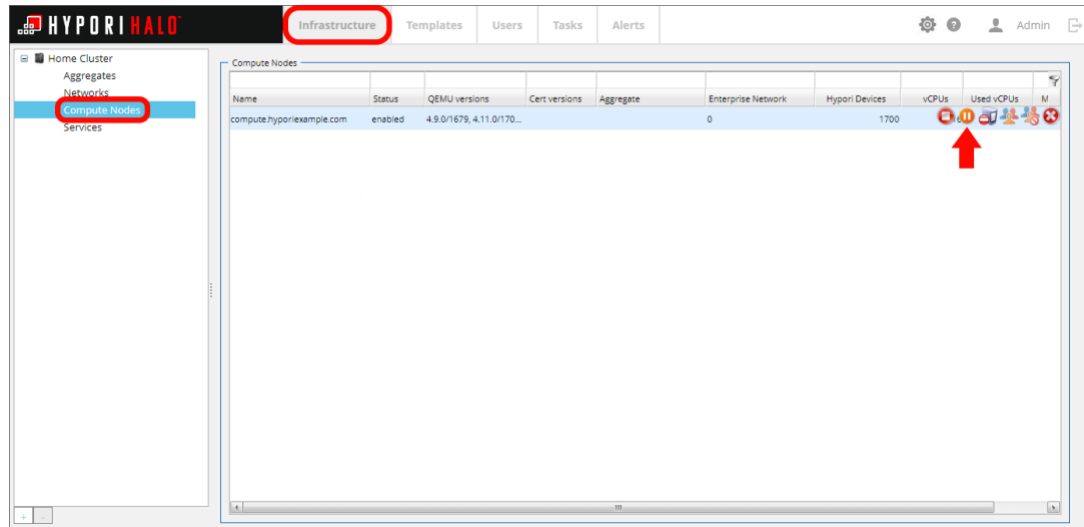 HYPORI HALO Infrastructure Templates Users Tasks Alerts Admin
Home Cluster
Aggregates
Networks
Compute Nodes
Services
Compute Nodes
Name Status QEMU versions Cert versions Aggregate Enterprise Network Hypori Devices vCPUs Used vCPUs M
compute.hyporiexample.com enabled 4.9.0/1679, 4.11.0/170... 0 1700